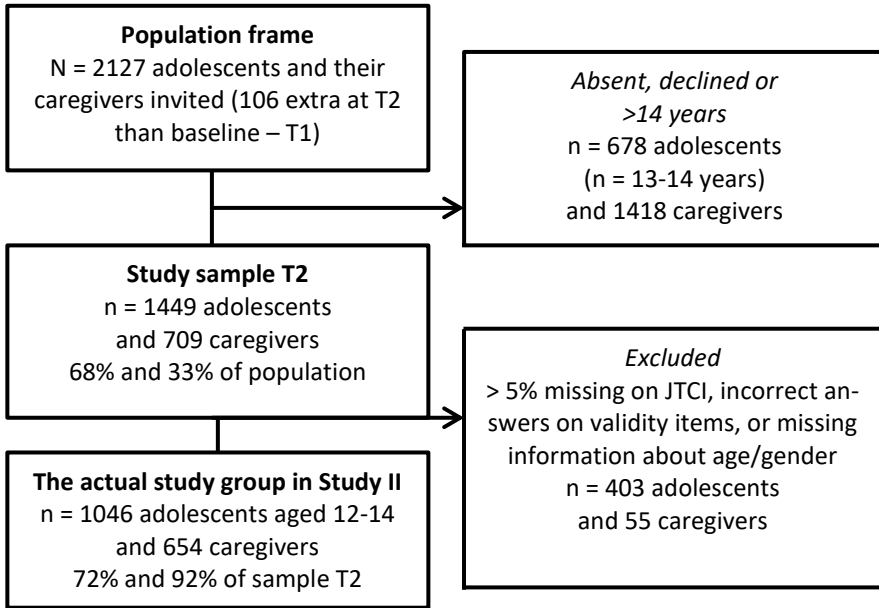 Population frame
N = 2127 adolescents and their
caregivers invited (106 extra at T2
than baseline – T1)
Absent, declined or
>14 years
n = 678 adolescents
(n = 13-14 years)
and 1418 caregivers
Study sample T2
n = 1449 adolescents
and 709 caregivers
68% and 33% of population
Excluded
> 5% missing on JTCI, incorrect an-
swers on validity items, or missing
information about age/gender
n = 403 adolescents
and 55 caregivers
The actual study group in Study II
n = 1046 adolescents aged 12-14
and 654 caregivers
72% and 92% of sample T2